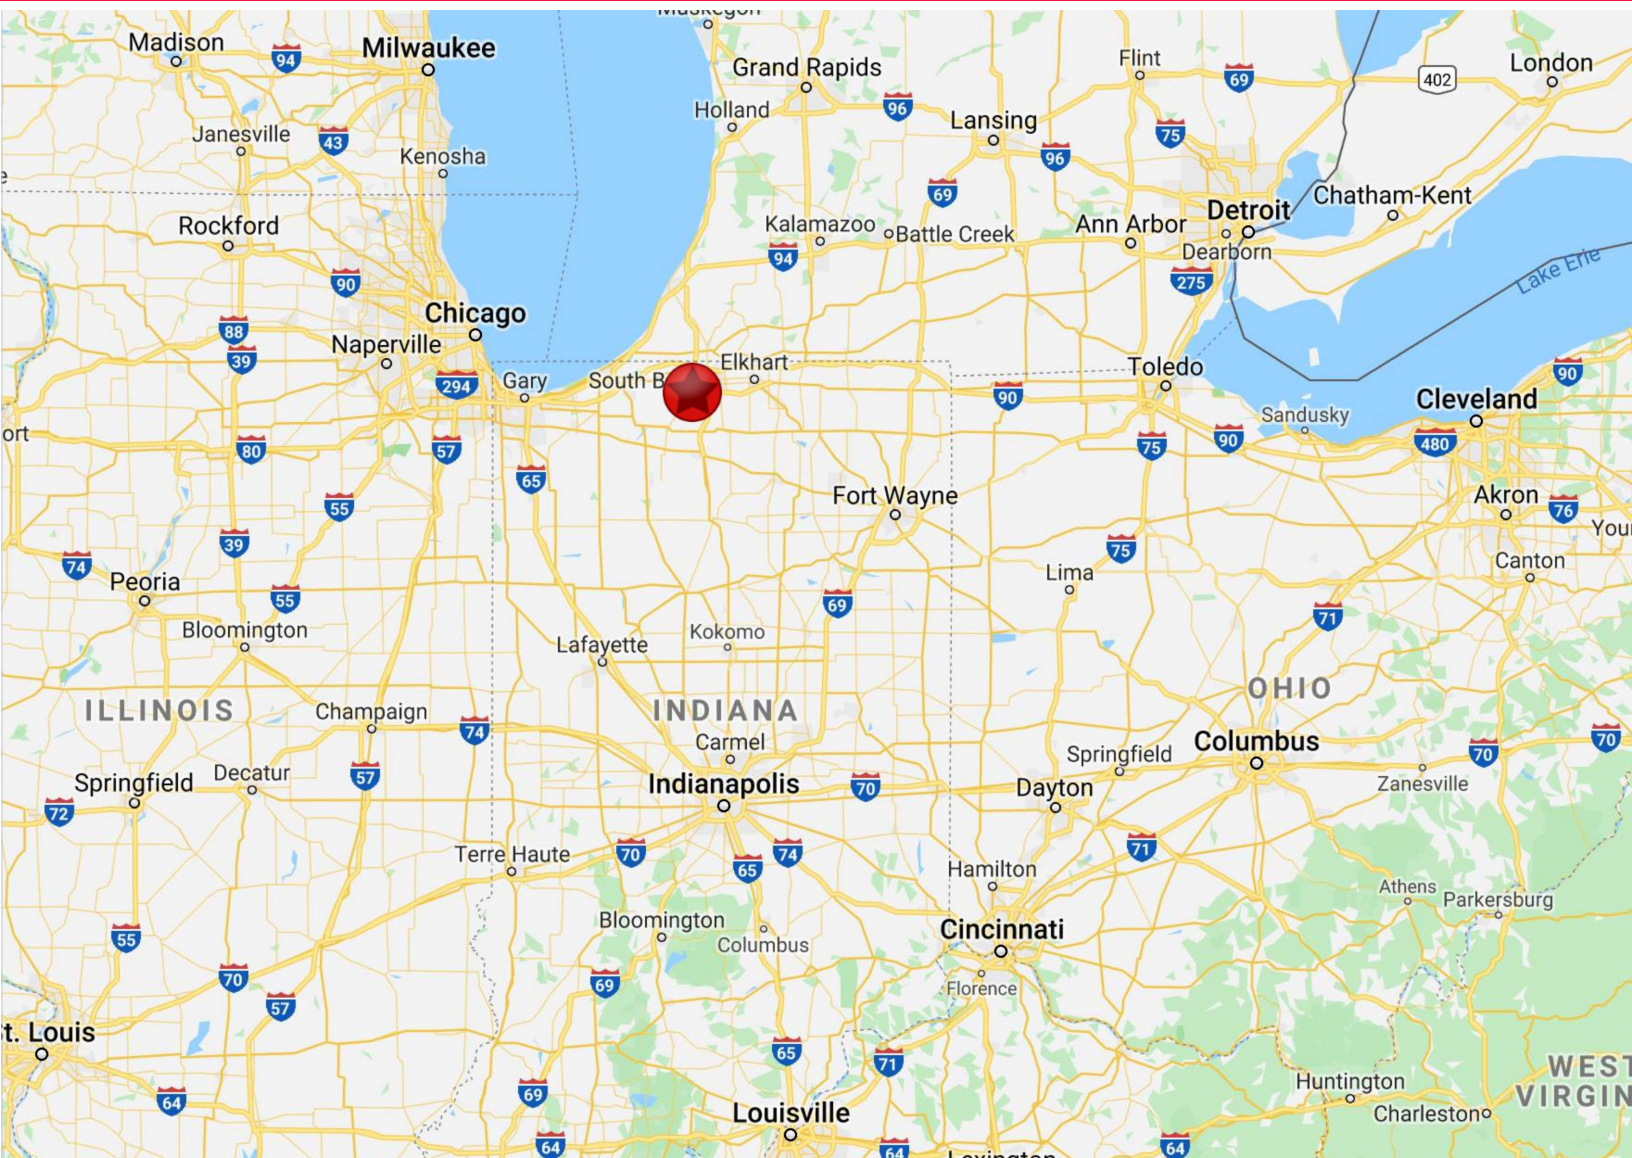 Muskegon
Madison
94
Milwaukee
Grand Rapids
Flint
69
402
London
Holland
96
Lansing
75
Janesville
43
Kenosha
96
69
Chatham-Kent
Rockford
Kalamazoo
Battle Creek
Ann Arbor
Detroit
Dearborn
94
90
275
Lake Erie
Chicago
88
39
Naperville
Elkhart
Toledo
90
294
Gary
South B
90
Cleveland
Sandusky
ort
80
57
75
90
480
65
Fort Wayne
Akron
76
55
You
39
75
74
Peoria
Lima
Canton
55
69
71
Bloomington
Kokomo
Lafayette
OHIO
ILLINOIS
INDIANA
Champaign
74
Carmel
Columbus
70
70
Springfield
Decatur
57
Indianapolis
70
Springfield
Dayton
Zanesville
72
Terre Haute
70
65
74
71
Hamilton
Athens
Parkersburg
Bloomington
Columbus
Cincinnati
55
70
57
69
Florence
t. Louis
65
71
WEST
VIRGIN
64
69
Huntington
Charleston
Louisville
64
64
64